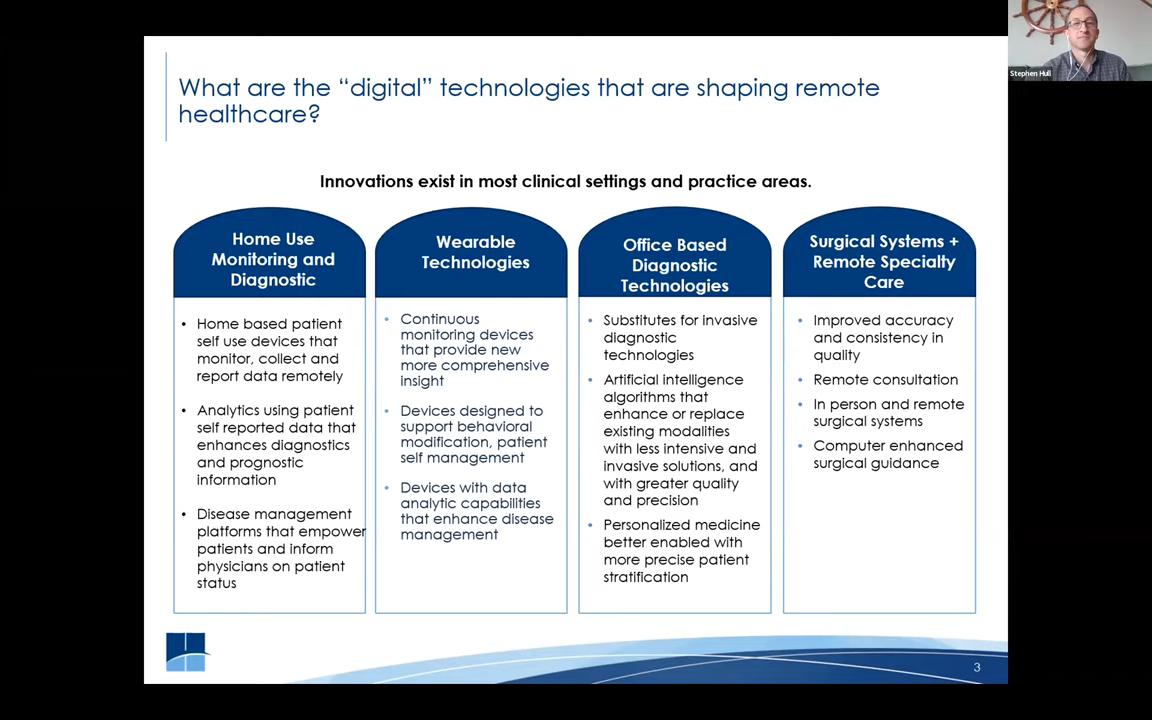 Stephen Hull
What are the “digital” technologies that are shaping remote
healthcare?
Innovations exist in most clinical settings and practice areas.
Home Use
Monitoring and
Diagnostic
• Home based patient
self use devices that
monitor, collect and
report data remotely
• Analytics using patient
self reported data that
enhances diagnostics
and prognostic
information
• Disease management
platforms that empower
patients and inform
physicians on patient
status
Wearable
Technologies
• Continuous
monitoring devices
that provide new
more comprehensive
insight
• Devices designed to
support behavioral
modification, patient
self management
• Devices with data
analytic capabilities
that enhance disease
management
Office Based
Diagnostic
Technologies
• Substitutes for invasive
diagnostic
technologies
• Artificial intelligence
algorithms that
enhance or replace
existing modalities
with less intensive and
invasive solutions, and
with greater quality
and precision
• Personalized medicine
better enabled with
more precise patient
stratification
Surgical Systems +
Remote Specialty
Care
• Improved accuracy
and consistency in
quality
• Remote consultation
• In person and remote
surgical systems
• Computer enhanced
surgical guidance
3